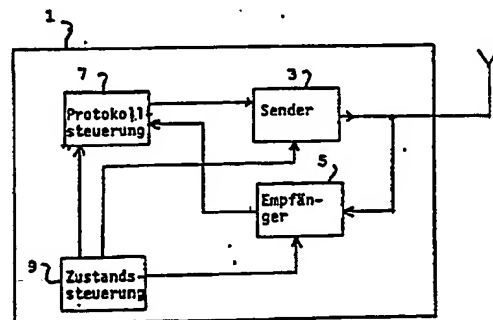 1
7
3
Protokoll-
steuerung
Sender
5
Empfän-
ger
9
Zustands-
steuerung